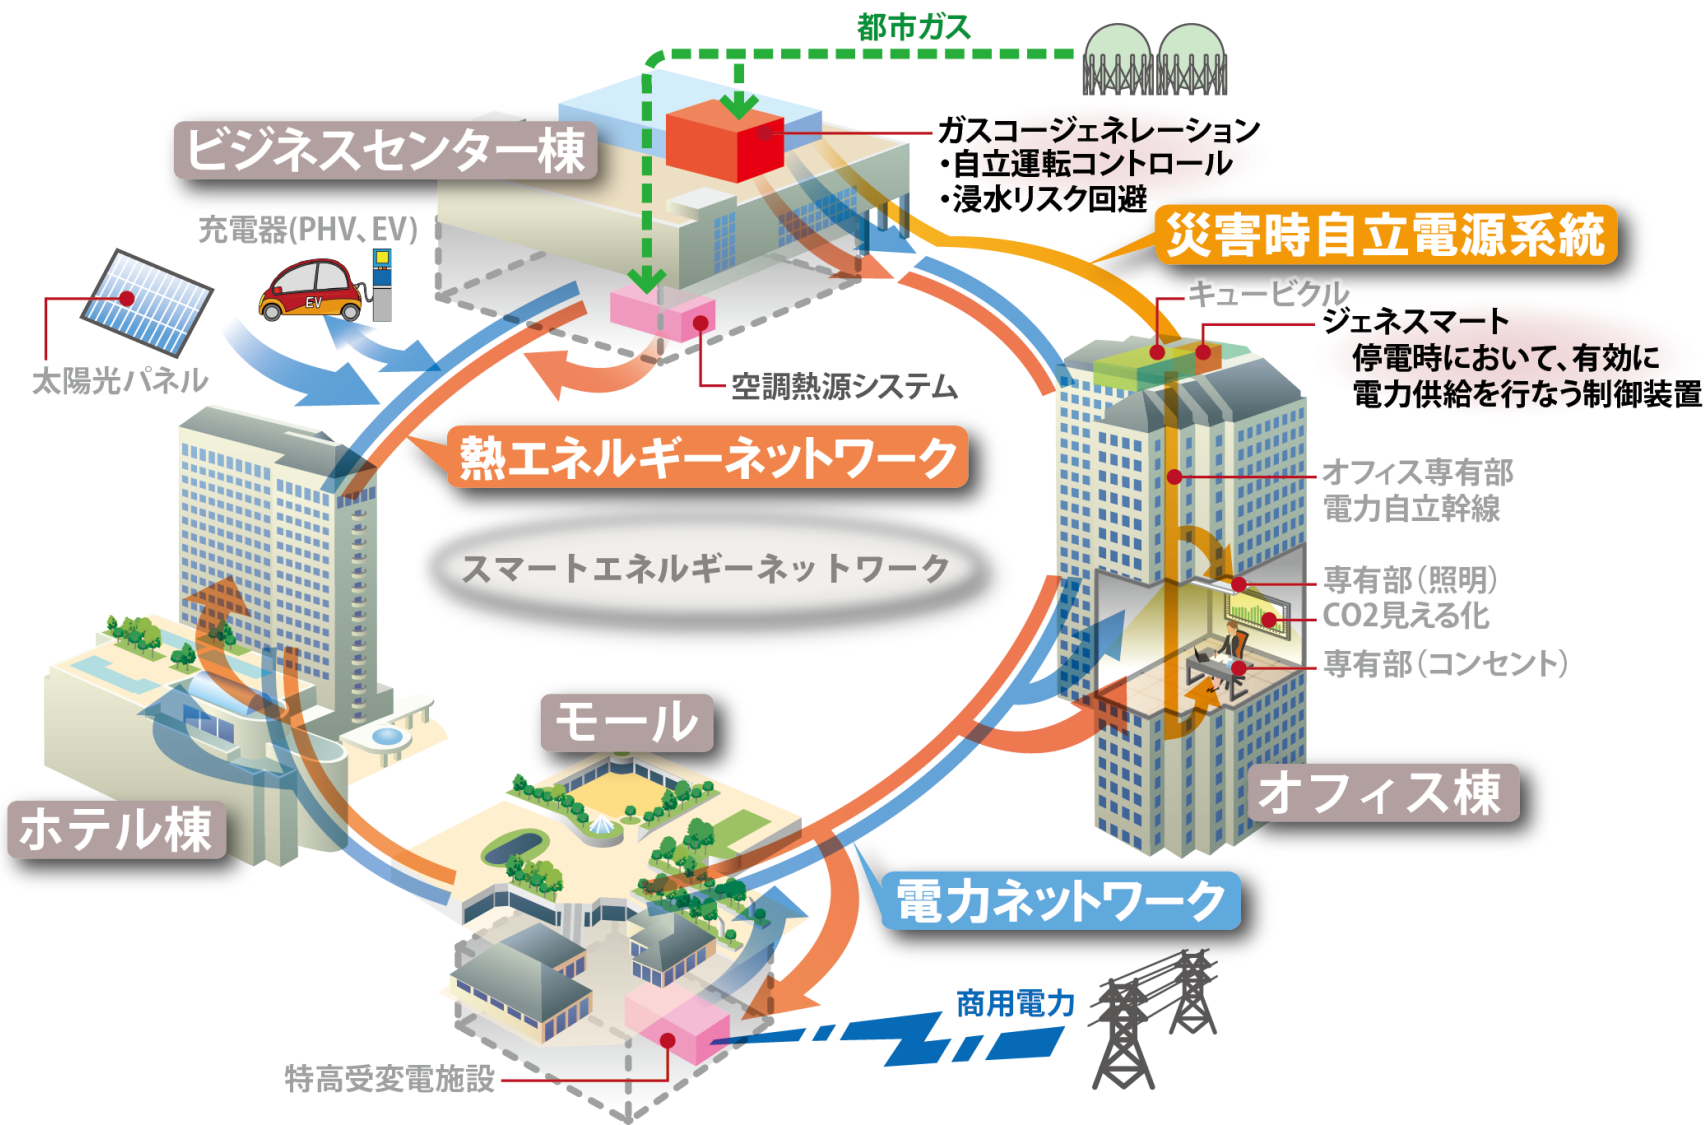 都市ガス
ビジネスセンター棟
ガスコージェネレーション
・自立運転コントロール
・浸水リスク回避
充電器(PHV、EV)
災害時自立電源系統
EV
キュービクル
ジェネスマート
停電時において、有効に
電力供給を行なう制御装置
太陽光パネル
空調熱源システム
熱エネルギーネットワーク
オフィス専有部
電力自立幹線
スマートエネルギーネットワーク
専有部(照明)
CO2見える化
専有部(コンセント)
モール
オフィス棟
ホテル棟
電力ネットワーク
商用電力
特高受変電施設